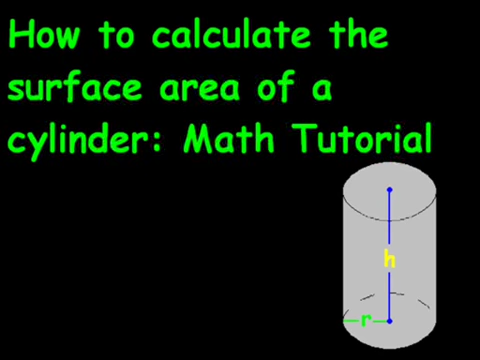 How to calculate the
surface area of a
cylinder: Math Tutorial
h
r